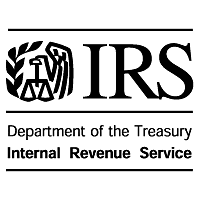 IRS
Department of the Treasury
Internal Revenue Service